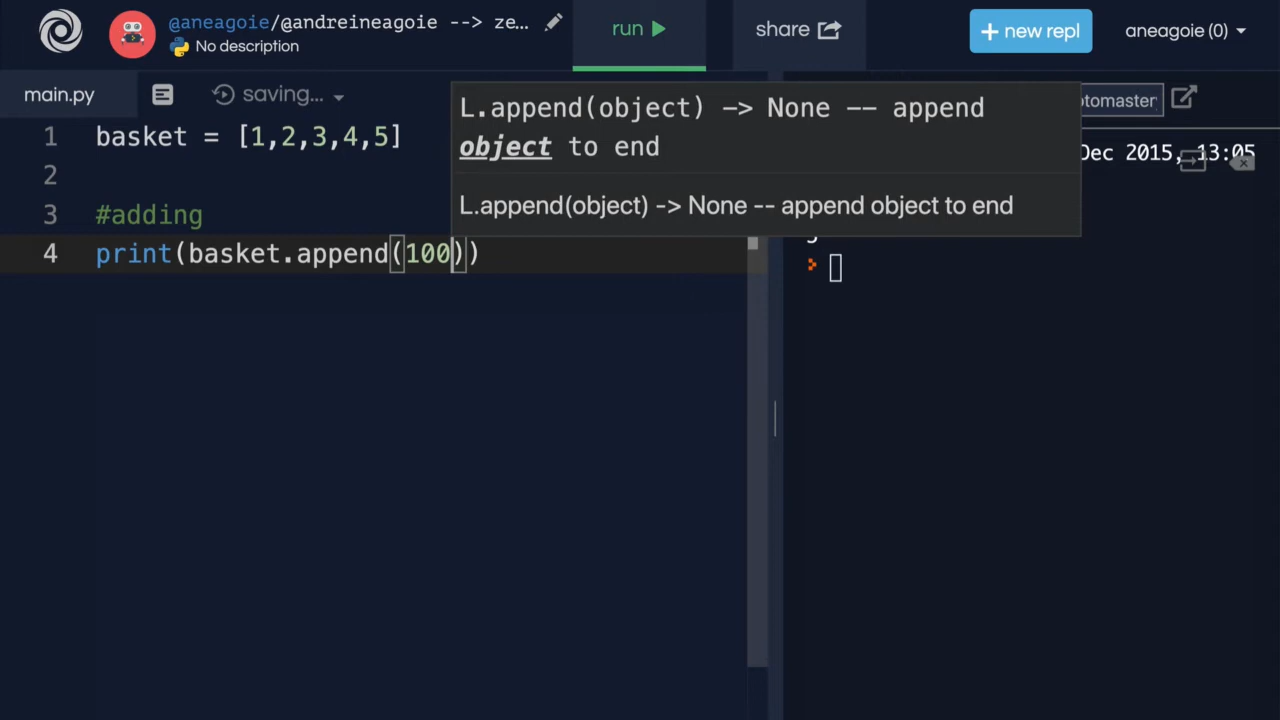 @aneagoie/@andreineagoie --> ze...
No description
run
share
+ new repl
aneagoie (0)
main.py
saving...
L.append(object) -> None -- append
object to end
L.append(object) -> None -- append object to end
tomaster
Dec 2015, 13:05
1 basket = [1,2,3,4,5]
2
3 #adding
4 print(basket.append(100))